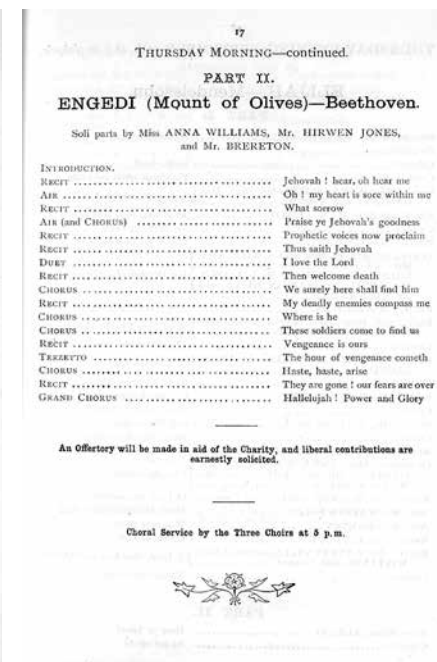 17
THURSDAY MORNING—continued.
PART II.
ENGEDI (Mount of Olives)—Beethoven.
Soli parts by Miss ANNA WILLIAMS, Mr. HIRWEN JONES,
and Mr. BRERETON.
INTRODUCTION.
RECIT ........................................ Jehovah ! hear, oh hear me
AIR ........................................ Oh ! my heart is sore within me
RECIT ........................................ What sorrow
AIR (and CHORUS) ........................... Praise ye Jehovah's goodness
RECIT ........................................ Prophetic voices now proclaim
RECIT ........................................ Thus saith Jehovah
DUET ........................................ I love the Lord
RECIT ........................................ Then welcome death
CHORUS ...................................... We surely here shall find him
RECIT ........................................ My deadly enemies compass me
CHORUS ...................................... Where is he
CHORUS ...................................... These soldiers come to find us
RECIT ........................................ Vengeance is ours
TERZETTO .................................... The hour of vengeance cometh
CHORUS ...................................... Haste, haste, arise
RECIT ........................................ They are gone ! our fears are over
GRAND CHORUS ............................. Hallelujah ! Power and Glory
An Offertory will be made in aid of the Charity, and liberal contributions are
earnestly solicited.
Choral Service by the Three Choirs at 5 p.m.